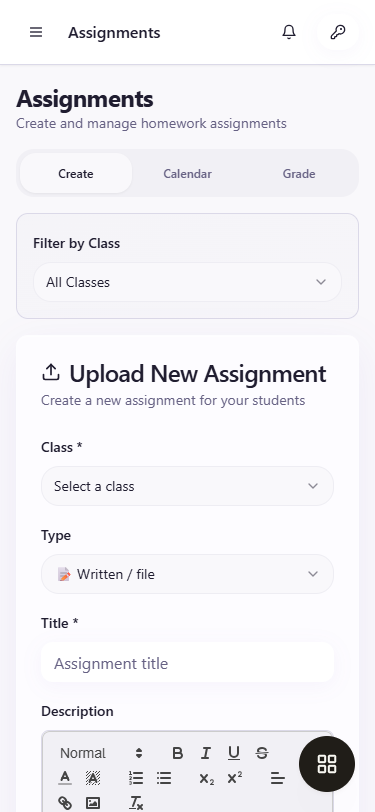 Assignments
Assignments
Create and manage homework assignments
Create
Calendar
Grade
Filter by Class
All Classes
Upload New Assignment
Create a new assignment for your students
Class *
Select a class
Type
📝 Written / file
Title *
Assignment title
Description
Normal